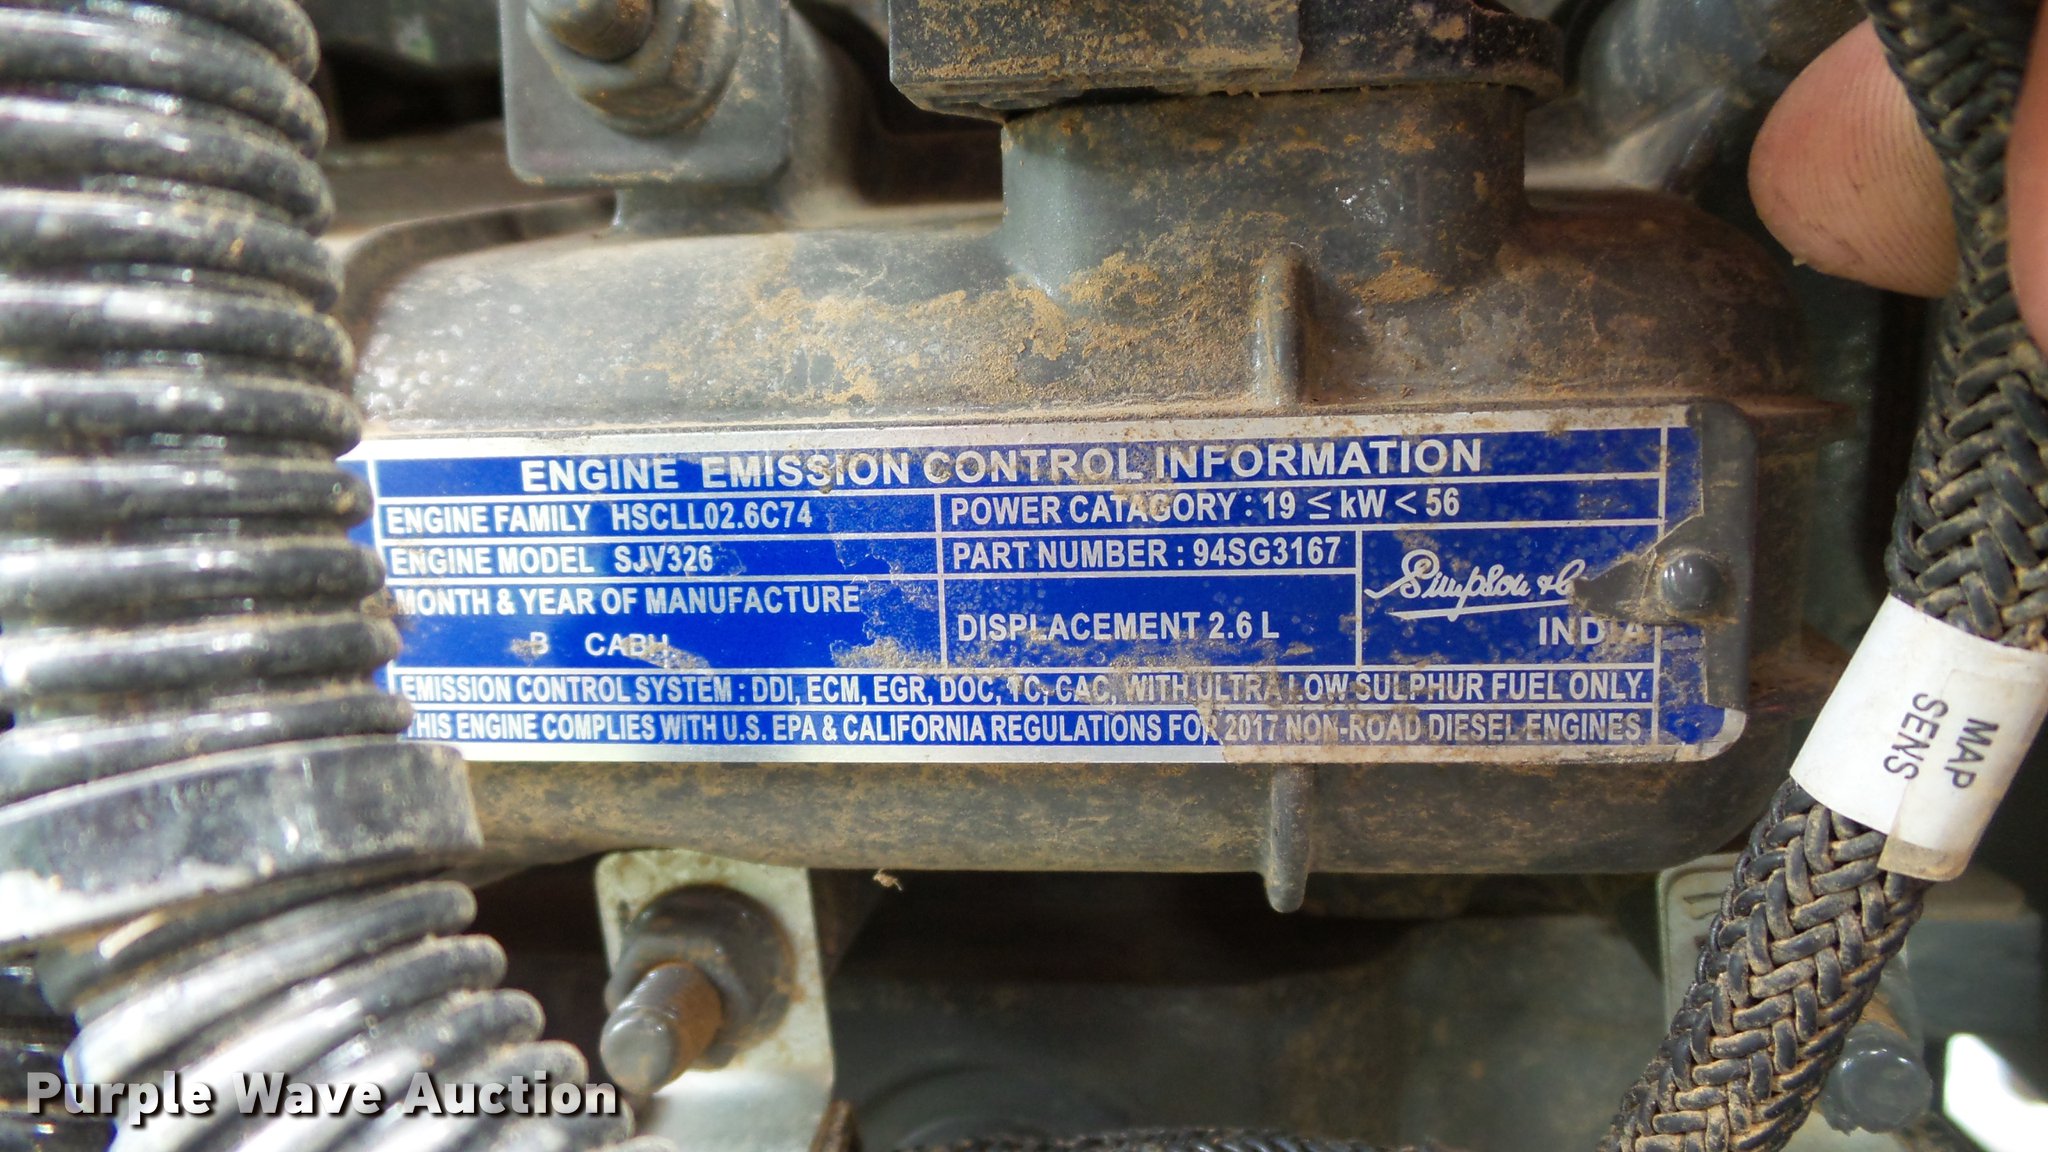 ENGINE EMISSION CONTROL INFORMATION
ENGINE FAMILY HSCLL02.6C74
POWER CATAGORY : 19 ≤ kW < 56
ENGINE MODEL SJV326
PART NUMBER : 94SG3167
MONTH & YEAR OF MANUFACTURE
B CABH
DISPLACEMENT 2.6 L
Simpson & Co
INDIA
EMISSION CONTROL SYSTEM : DDI, ECM, EGR, DOC, TC, CAC, WITH ULTRA LOW SULPHUR FUEL ONLY.
THIS ENGINE COMPLIES WITH U.S. EPA & CALIFORNIA REGULATIONS FOR 2017 NON-ROAD DIESEL ENGINES
MAP
SENS
Purple Wave Auction